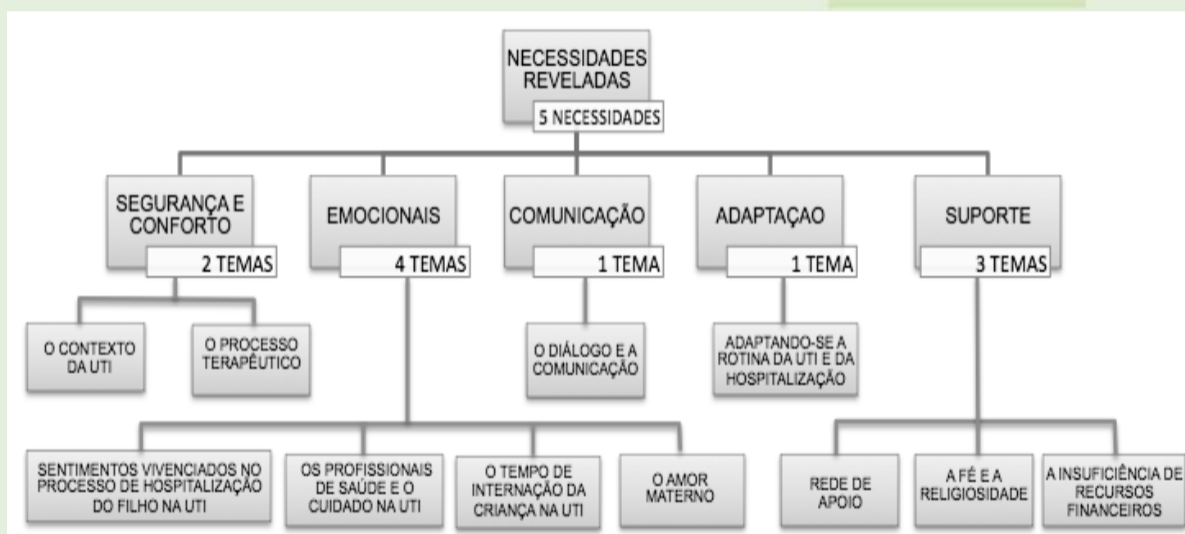 NECESSIDADES
REVELADAS
5 NECESSIDADES
SEGURANÇA E
CONFORTO
2 TEMAS
EMOCIONAIS
4 TEMAS
COMUNICAÇÃO
1 TEMA
ADAPTAÇAO
1 TEMA
SUPORTE
3 TEMAS
O CONTEXTO
DA UTI
O PROCESSO
TERAPÊUTICO
O DIÁLOGO E A
COMUNICAÇÃO
ADAPTANDO-SE A
ROTINA DA UTI E DA
HOSPITALIZAÇÃO
SENTIMENTOS VIVENCIADOS NO
PROCESSO DE HOSPITALIZAÇÃO
DO FILHO NA UTI
OS PROFISSIONAIS
DE SAÚDE E O
CUIDADO NA UTI
O TEMPO DE
INTERNAÇÃO DA
CRIANÇA NA UTI
O AMOR
MATERNO
REDE DE
APOIO
A FÉ E A
RELIGIOSIDADE
A INSUFICIÊNCIA DE
RECURSOS
FINANCEIROS